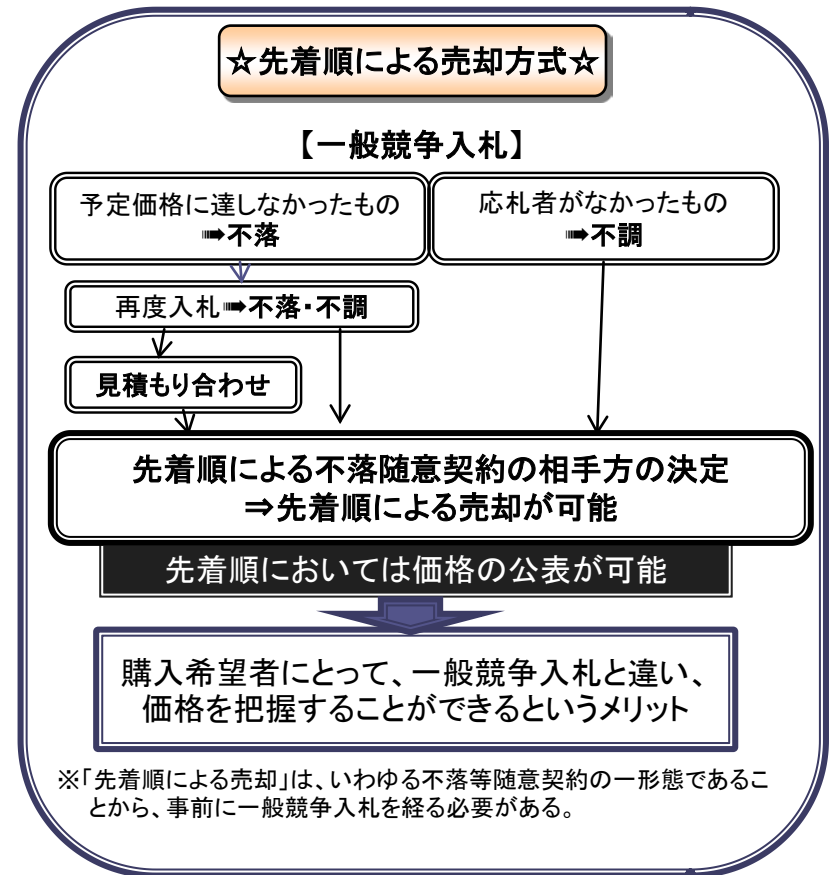 ☆先着順による売却方式☆
【一般競争入札】
予定価格に達しなかったもの
➠不落
応札者がなかったもの
➠不調
再度入札➠不落・不調
見積もり合わせ
先着順による不落随意契約の相手方の決定
⇒先着順による売却が可能
先着順においては価格の公表が可能
購入希望者にとって、一般競争入札と違い、
価格を把握することができるというメリット
※「先着順による売却」は、いわゆる不落等随意契約の一形態であるこ
とから、事前に一般競争入札を経る必要がある。